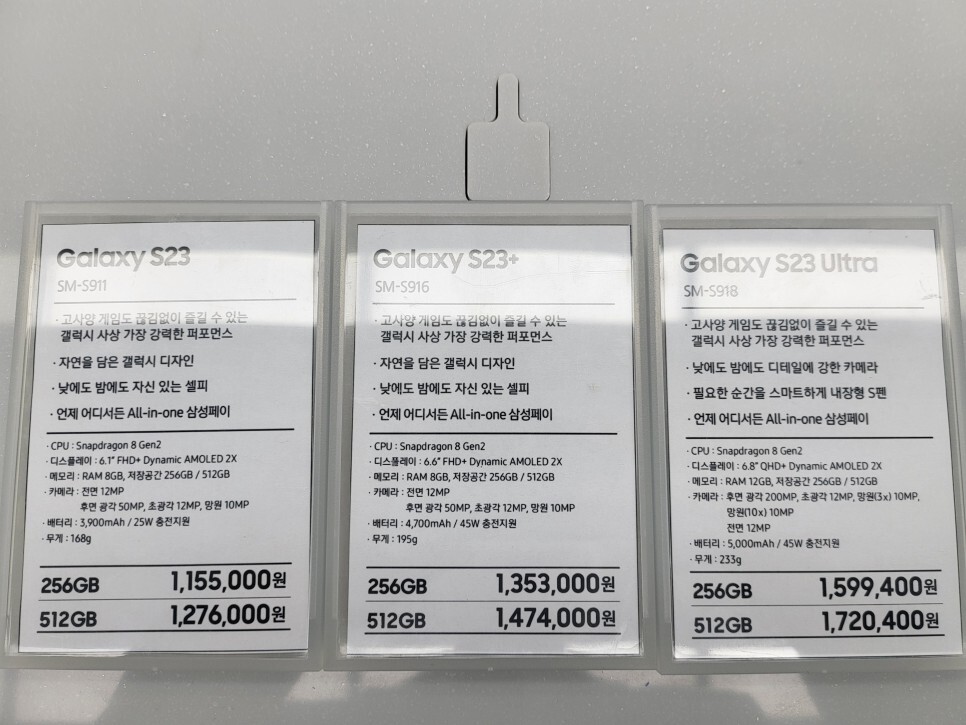 Galaxy S23
SM-S911
· 고사양 게임도 끊김없이 즐길 수 있는
갤럭시 사상 가장 강력한 퍼포먼스
· 자연을 담은 갤럭시 디자인
· 낮에도 밤에도 자신 있는 셀피
· 언제 어디서든 All-in-one 삼성페이
· CPU : Snapdragon 8 Gen2
· 디스플레이 : 6.1" FHD+ Dynamic AMOLED 2X
· 메모리 : RAM 8GB, 저장공간 256GB / 512GB
· 카메라 : 전면 12MP
후면 광각 50MP, 초광각 12MP, 망원 10MP
· 배터리 : 3,900mAh / 25W 충전지원
· 무게 : 168g
256GB 1,155,000원
512GB 1,276,000원
Galaxy S23+
SM-S916
· 고사양 게임도 끊김없이 즐길 수 있는
갤럭시 사상 가장 강력한 퍼포먼스
· 자연을 담은 갤럭시 디자인
· 낮에도 밤에도 자신 있는 셀피
· 언제 어디서든 All-in-one 삼성페이
· CPU : Snapdragon 8 Gen2
· 디스플레이 : 6.6" FHD+ Dynamic AMOLED 2X
· 메모리 : RAM 8GB, 저장공간 256GB / 512GB
· 카메라 : 전면 12MP
후면 광각 50MP, 초광각 12MP, 망원 10MP
· 배터리 : 4,700mAh / 45W 충전지원
· 무게 : 195g
256GB 1,353,000원
512GB 1,474,000원
Galaxy S23 Ultra
SM-S918
· 고사양 게임도 끊김없이 즐길 수 있는
갤럭시 사상 가장 강력한 퍼포먼스
· 낮에도 밤에도 디테일에 강한 카메라
· 필요한 순간을 스마트하게 내장형 S펜
· 언제 어디서든 All-in-one 삼성페이
· CPU : Snapdragon 8 Gen2
· 디스플레이 : 6.8" QHD+ Dynamic AMOLED 2X
· 메모리 : RAM 12GB, 저장공간 256GB / 512GB
· 카메라 : 후면 광각 200MP, 초광각 12MP, 망원(3x) 10MP,
망원(10x) 10MP
전면 12MP
· 배터리 : 5,000mAh / 45W 충전지원
· 무게 : 233g
256GB 1,599,400원
512GB 1,720,400원